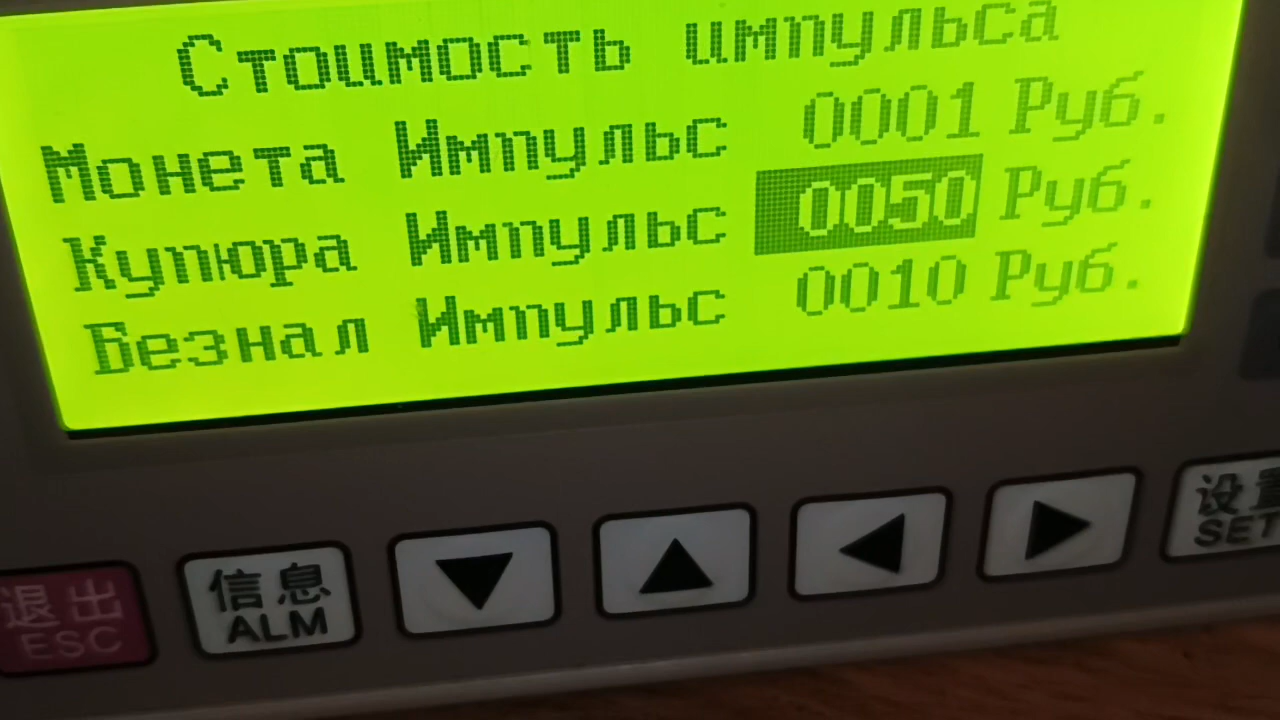 Стоимость импульса
Монета Импульс 0001 Руб.
Купюра Импульс 0050 Руб.
Безнал Импульс 0010 Руб.
退出
ESC
信息
ALM
设置
SET